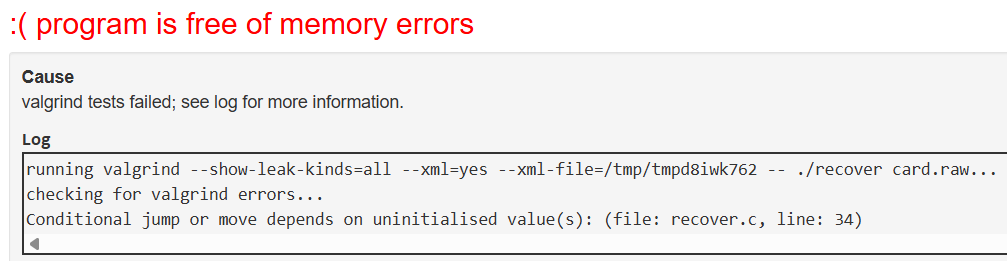 :( program is free of memory errors
Cause
valgrind tests failed; see log for more information.
Log
running valgrind --show-leak-kinds=all --xml=yes --xml-file=/tmp/tmpd8iwk762 -- ./recover card.raw...
checking for valgrind errors...
Conditional jump or move depends on uninitialised value(s): (file: recover.c, line: 34)